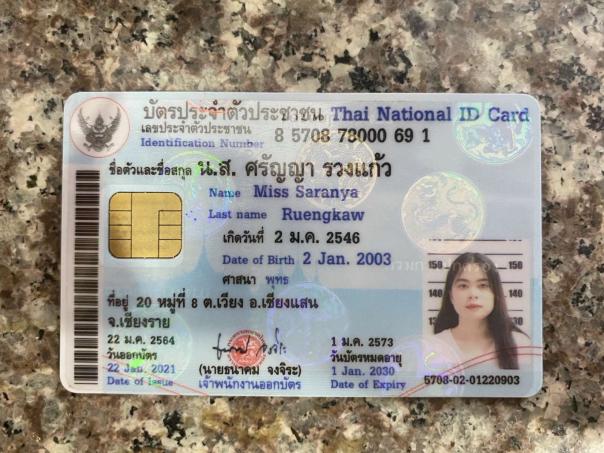 บัตรประจำตัวประชาชน Thai National ID Card
เลขประจำตัวประชาชน 8 5708 78000 69 1
Identification Number
ชื่อตัวและชื่อสกุล น.ส. ศรัญญา รวงแก้ว
Name Miss Saranya
Last name Ruengkaw
เกิดวันที่ 2 ม.ค. 2546
Date of Birth 2 Jan. 2003
ศาสนา พุทธ
ที่อยู่ 20 หมู่ที่ 8 ต.เวียง อ.เชียงแสน
จ.เชียงราย
22 ม.ค. 2564
วันออกบัตร
22 Jan. 2021
Date of Issue
(นายธนาคม จงจิระ)
เจ้าพนักงานออกบัตร
1 ม.ค. 2573
วันบัตรหมดอายุ
1 Jan. 2030
Date of Expiry
150 150
140 140
5708-02-01220903